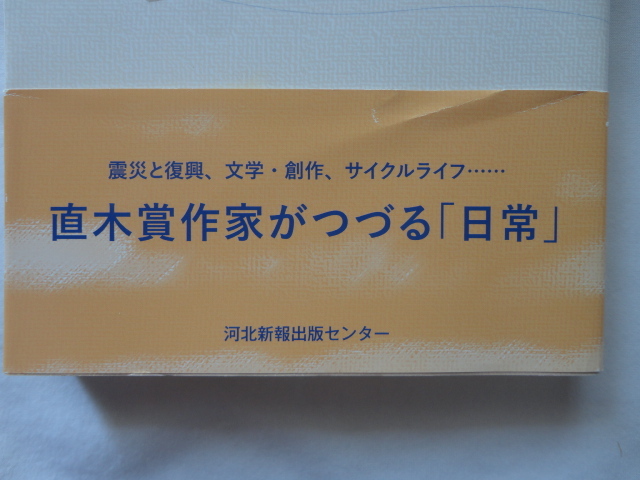 震災と復興、文学・創作、サイクルライフ……
直木賞作家がつづる「日常」
河北新報出版センター